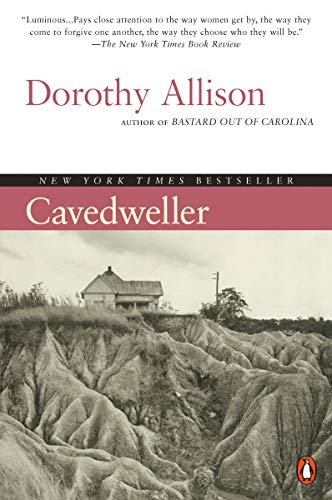 “Luminous...Pays close attention to the way women get by, the way they
come to forgive one another, the way they choose who they will be.”
—The New York Times Book Review
Dorothy Allison
AUTHOR OF BASTARD OUT OF CAROLINA
NEW YORK TIMES BESTSELLER
Cavedweller